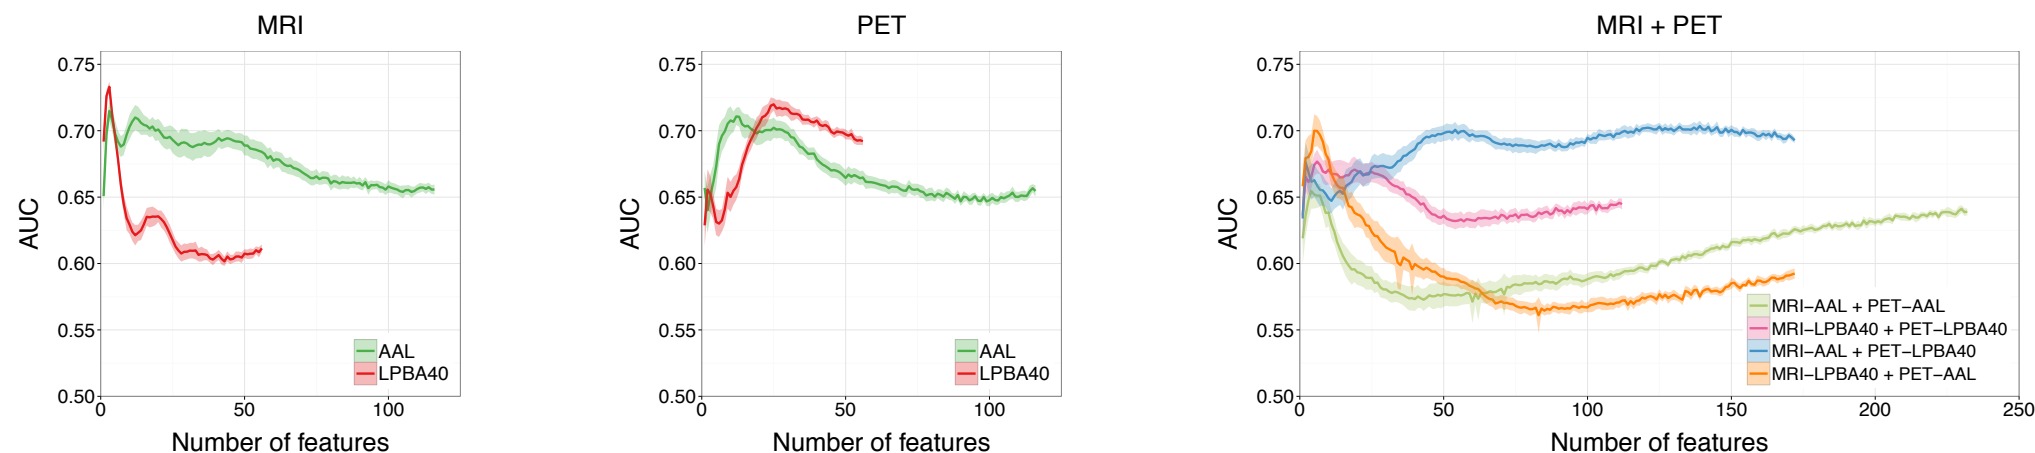 MRI
0.75
0.70
0.65
0.60
0.55
0.50
AUC
0
50
100
Number of features
AAL
LPBA40
PET
0.75
0.70
0.65
0.60
0.55
0.50
AUC
0
50
100
Number of features
AAL
LPBA40
MRI + PET
0.75
0.70
0.65
0.60
0.55
0.50
AUC
0
50
100
150
200
250
Number of features
MRI−AAL + PET−AAL
MRI−LPBA40 + PET−LPBA40
MRI−AAL + PET−LPBA40
MRI−LPBA40 + PET−AAL